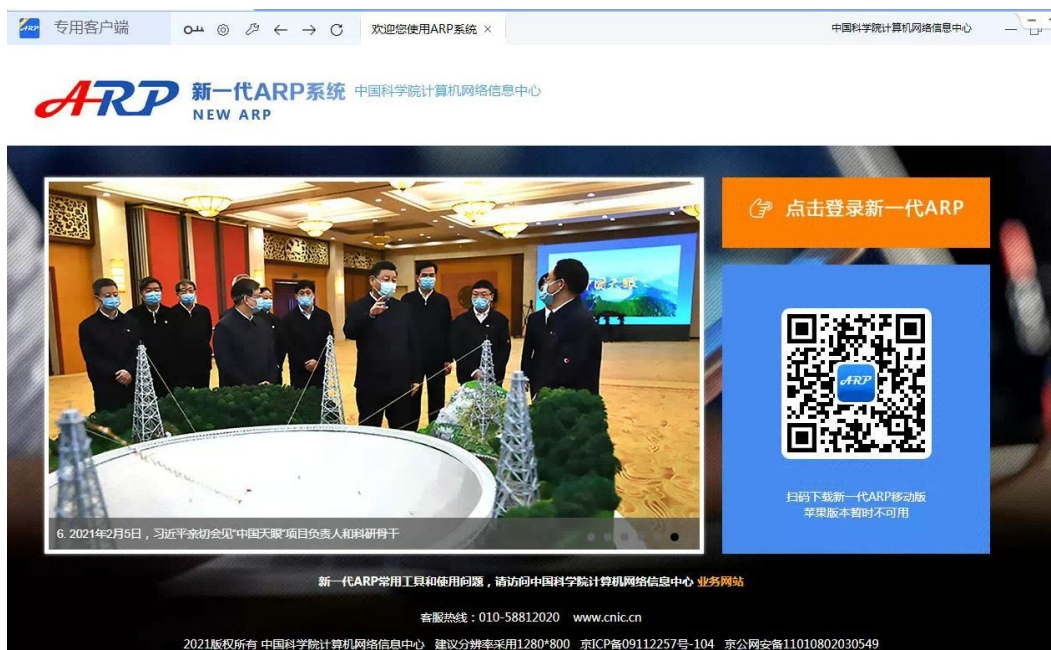 ARP 专用客户端 欢迎您使用ARP系统 × 中国科学院计算机网络信息中心
ARP 新一代ARP系统 中国科学院计算机网络信息中心
NEW ARP
点击登录新一代ARP
国天眼
ARP
扫码下载新一代ARP移动版
苹果版本暂时不可用
6. 2021年2月5日，习近平亲切会见“中国天眼”项目负责人和科研骨干
新一代ARP常用工具和使用问题，请访问中国科学院计算机网络信息中心 业务网站
客服热线：010-58812020 www.cnic.cn
2021版权所有 中国科学院计算机网络信息中心 建议分辨率采用1280*800 京ICP备09112257号-104 京公网安备11010802030549